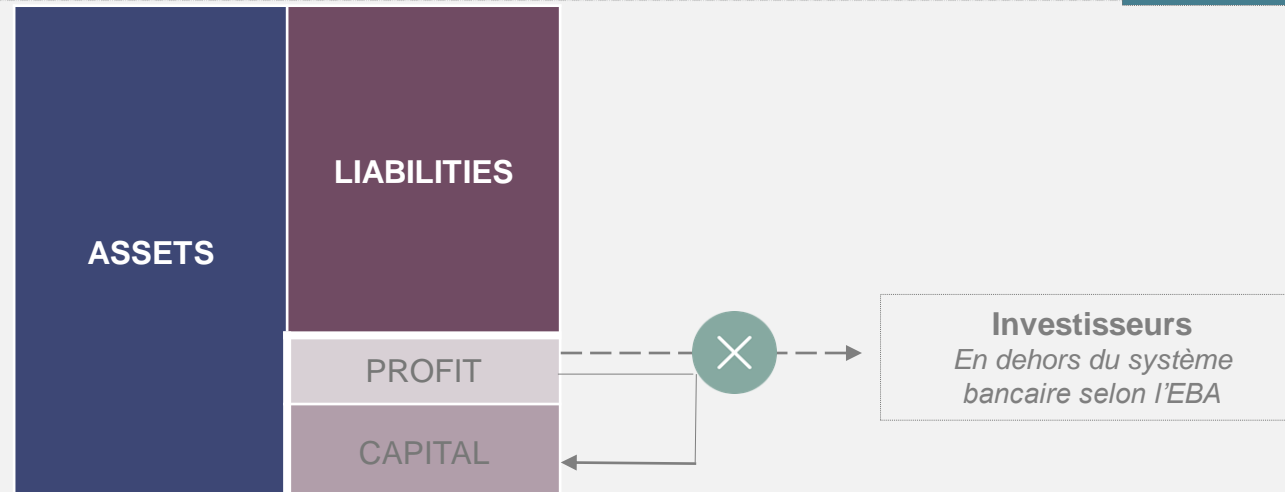 LIABILITIES
ASSETS
PROFIT
CAPITAL
Investisseurs
En dehors du système
bancaire selon l'EBA